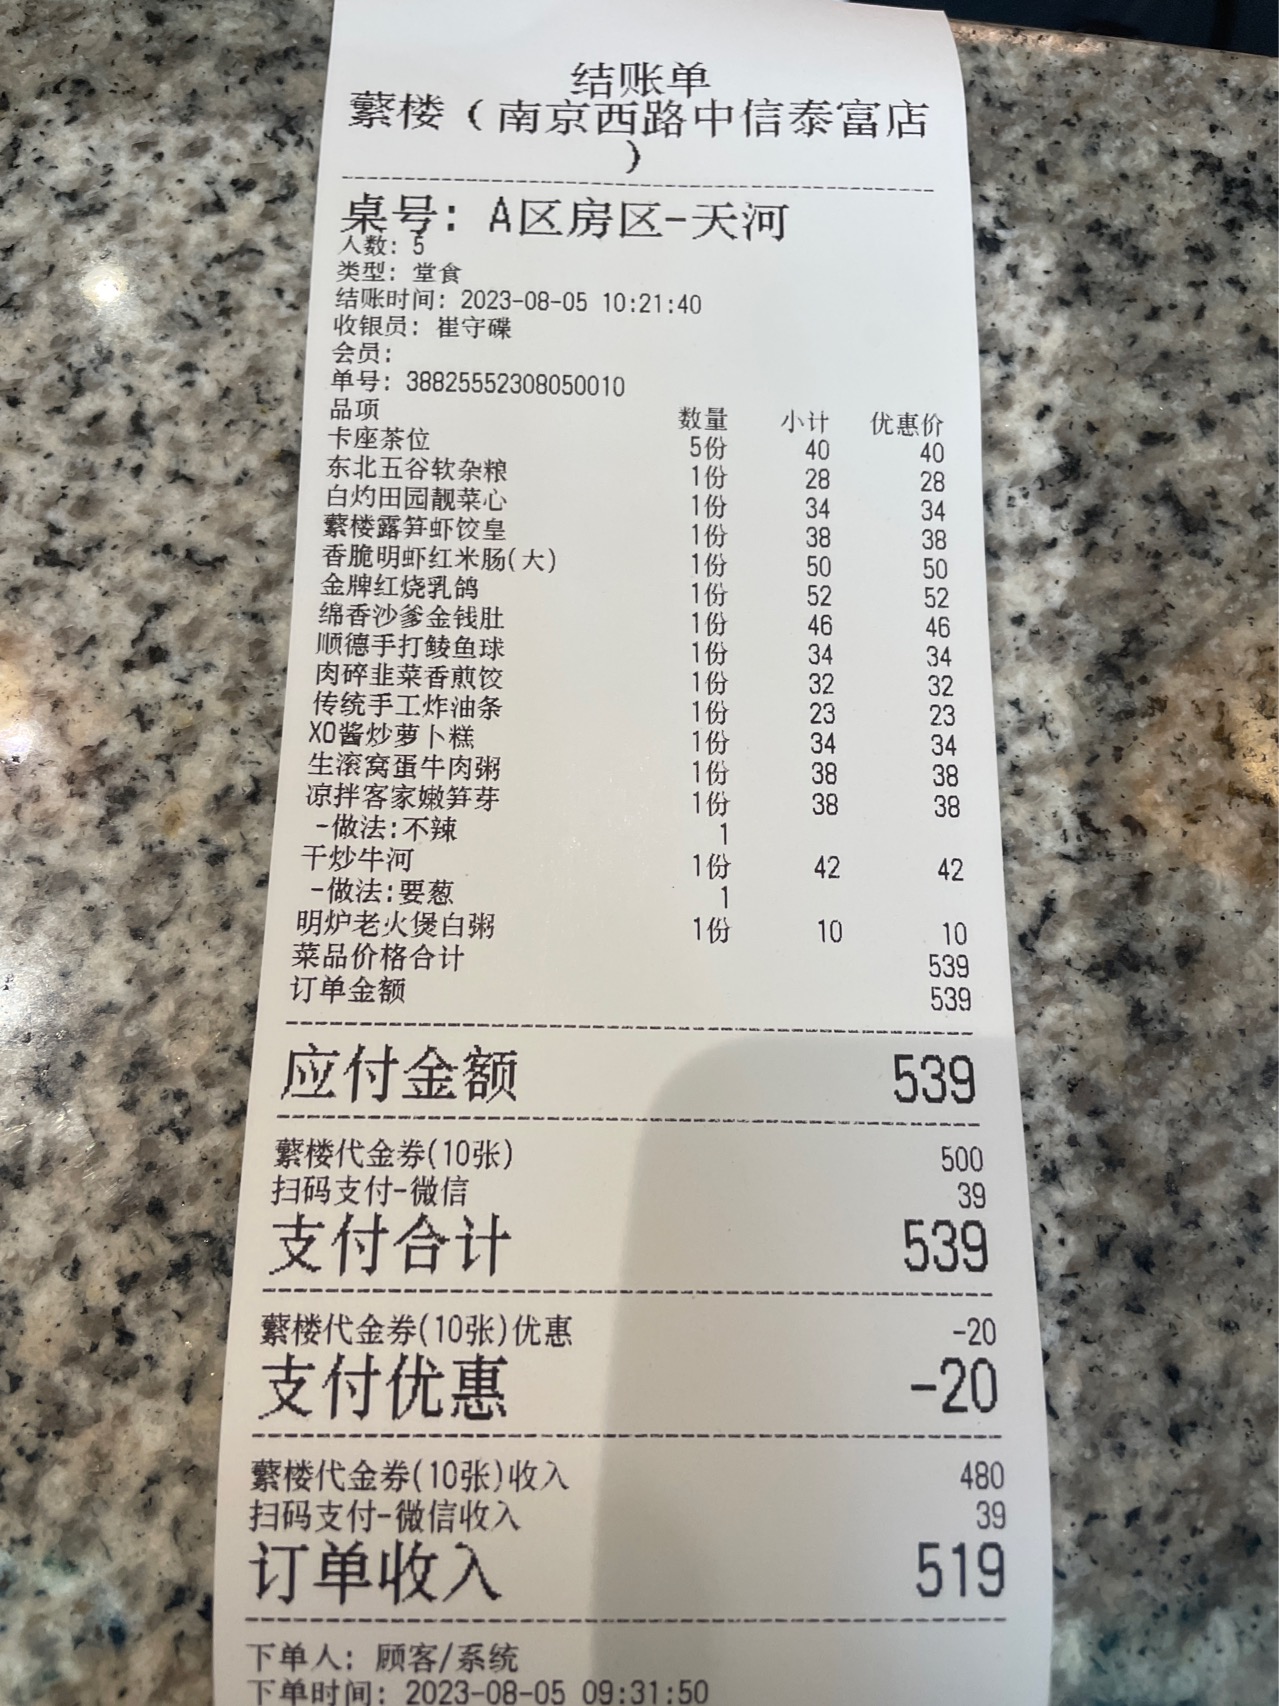 结账单
蘩楼（南京西路中信泰富店
）
桌号：A区房区-天河
人数：5
类型：堂食
结账时间：2023-08-05 10:21:40
收银员：崔守碟
会员：
单号：38825552308050010
品项 数量 小计 优惠价
卡座茶位 5份 40 40
东北五谷软杂粮 1份 28 28
白灼田园靓菜心 1份 34 34
蘩楼露笋虾饺皇 1份 38 38
香脆明虾红米肠(大) 1份 50 50
金牌红烧乳鸽 1份 52 52
绵香沙爹金钱肚 1份 46 46
顺德手打鲮鱼球 1份 34 34
肉碎韭菜香煎饺 1份 32 32
传统手工炸油条 1份 23 23
XO酱炒萝卜糕 1份 34 34
生滚窝蛋牛肉粥 1份 38 38
凉拌客家嫩笋芽 1份 38 38
-做法:不辣 1
干炒牛河 1份 42 42
-做法:要葱 1
明炉老火煲白粥 1份 10 10
菜品价格合计 539
订单金额 539
应付金额 539
蘩楼代金券(10张) 500
扫码支付-微信 39
支付合计 539
蘩楼代金券(10张)优惠 -20
支付优惠 -20
蘩楼代金券(10张)收入 480
扫码支付-微信收入 39
订单收入 519
下单人：顾客/系统
下单时间：2023-08-05 09:31:50